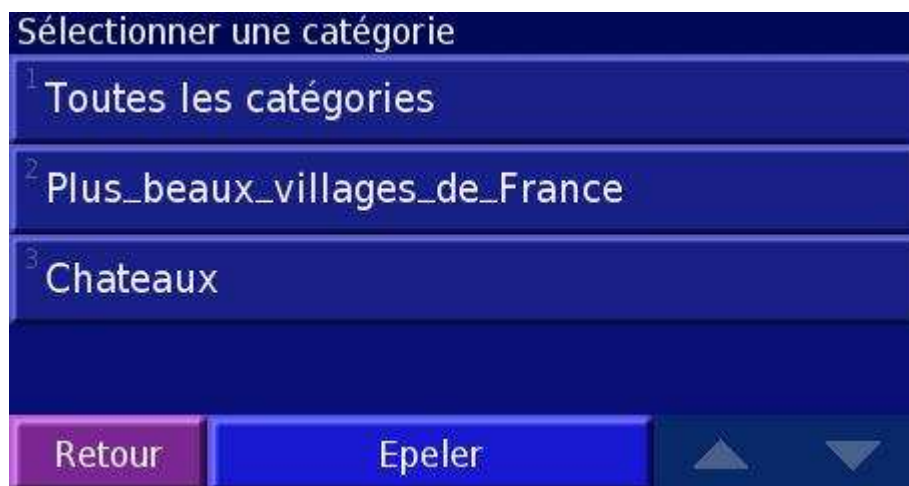 Sélectionner une catégorie
1 Toutes les catégories
2 Plus_beaux_villages_de_France
3 Chateaux
Retour Epeler